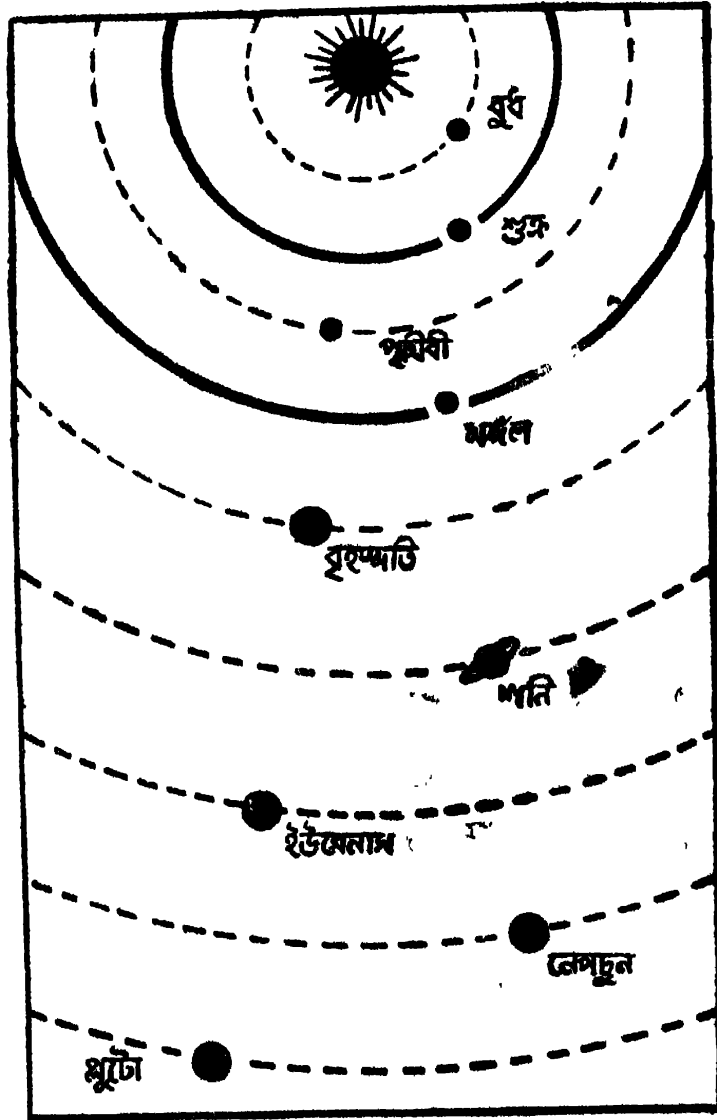 বুধ
শুক্র
পৃথিবী
মঙ্গল
বৃহস্পতি
শনি
ইউরেনাস
নেপচুন
প্লুটো